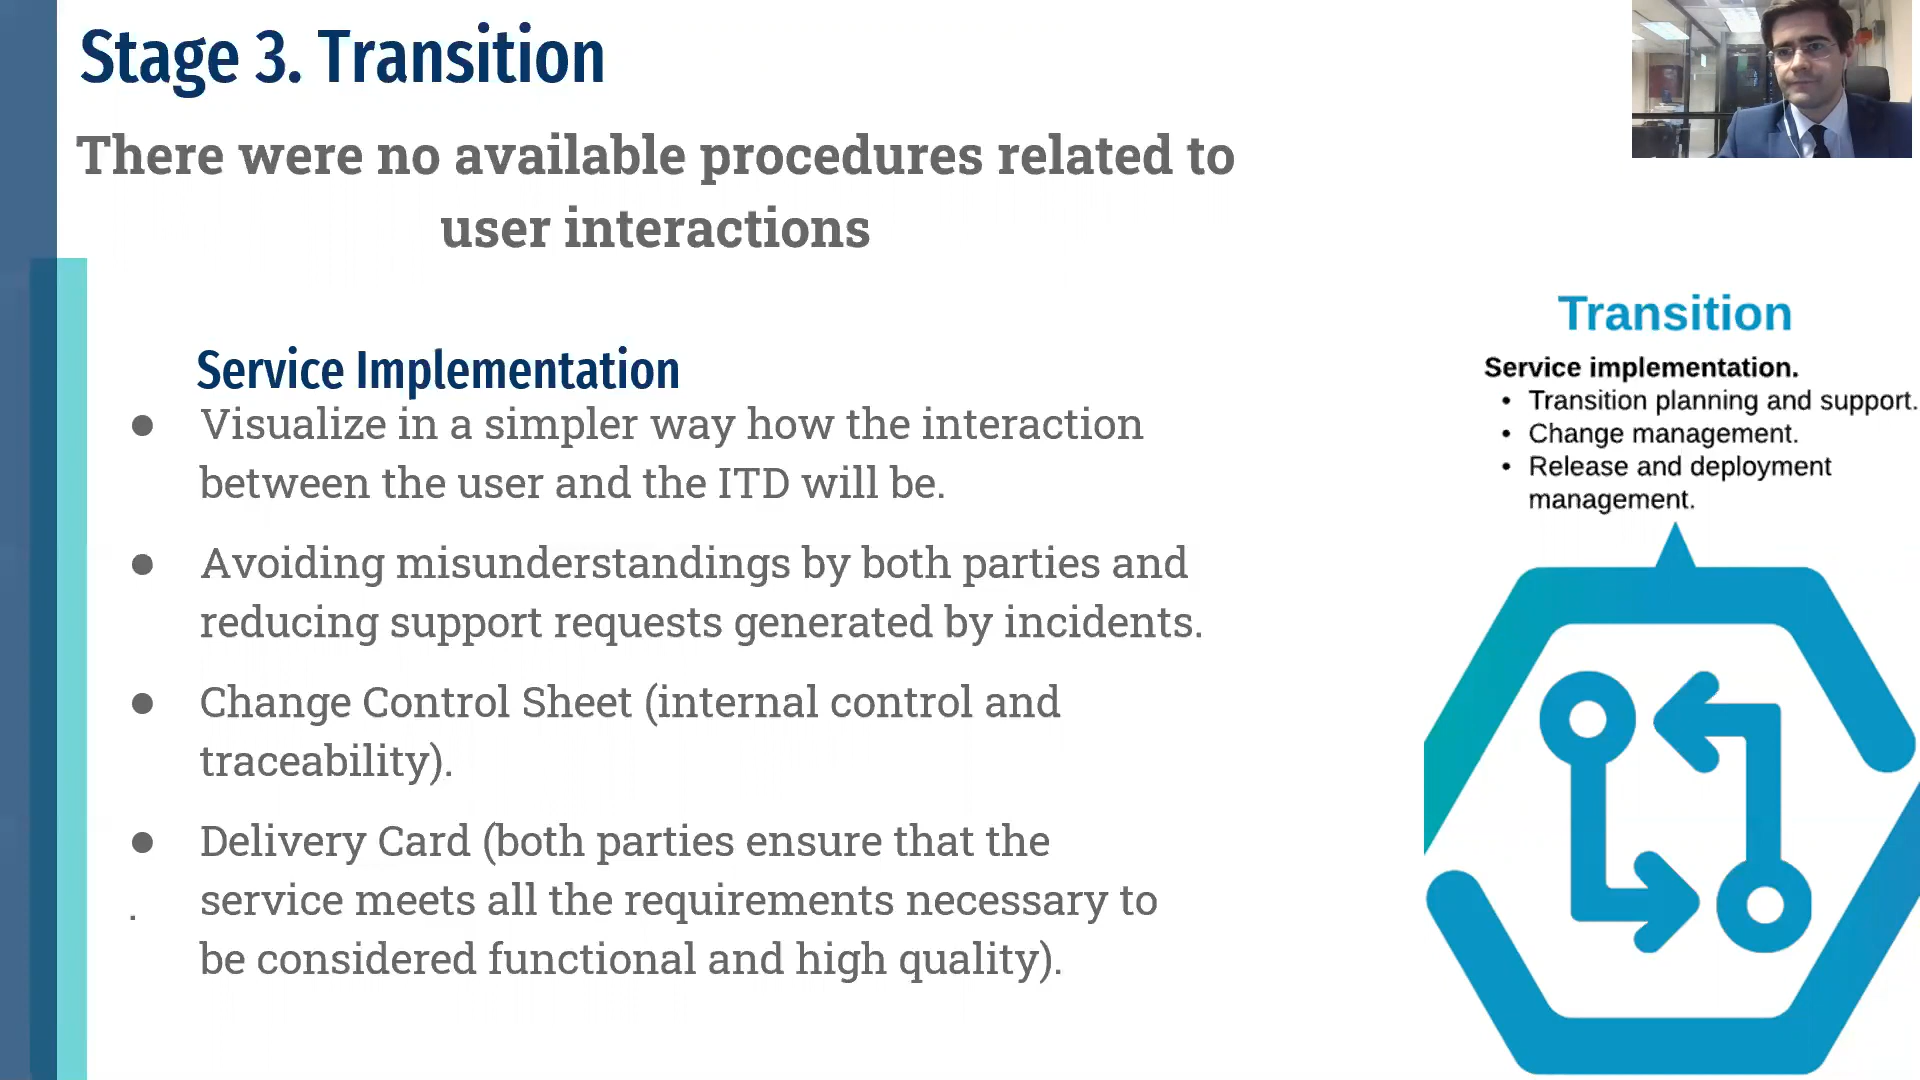 Stage 3. Transition
There were no available procedures related to
user interactions
Service Implementation
● Visualize in a simpler way how the interaction
between the user and the ITD will be.
● Avoiding misunderstandings by both parties and
reducing support requests generated by incidents.
● Change Control Sheet (internal control and
traceability).
● Delivery Card (both parties ensure that the
service meets all the requirements necessary to
be considered functional and high quality).
.
Transition
Service implementation.
• Transition planning and support.
• Change management.
• Release and deployment
management.